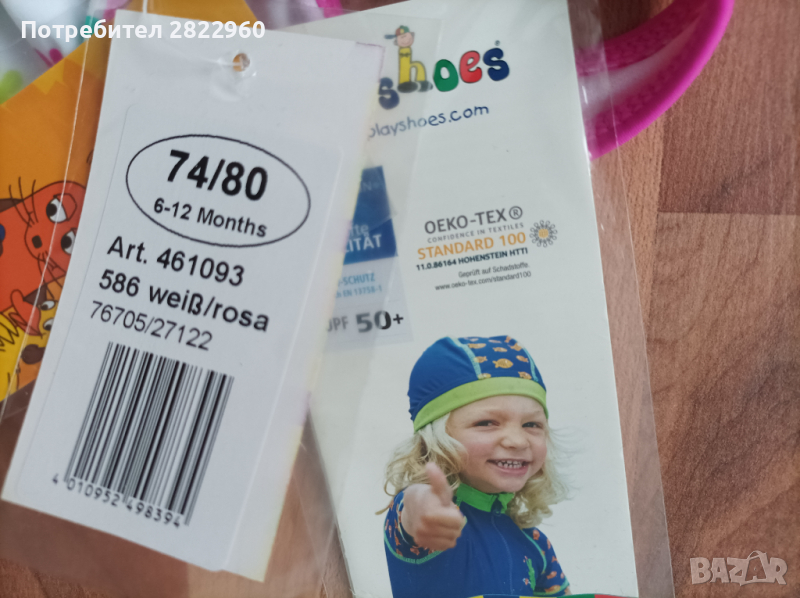 Потребител 2822960
74/80
6-12 Months
Art. 461093
586 weiß/rosa
76705/27122
4 010952 498394
shoes
playshoes.com
ITÄT
OEKO-TEX®
CONFIDENCE IN TEXTILES
STANDARD 100
11.0.86164 HOHENSTEIN HTTI
Geprüft auf Schadstoffe.
www.oeko-tex.com/standard100
-SCHUTZ
UPF 50+
BAZAR